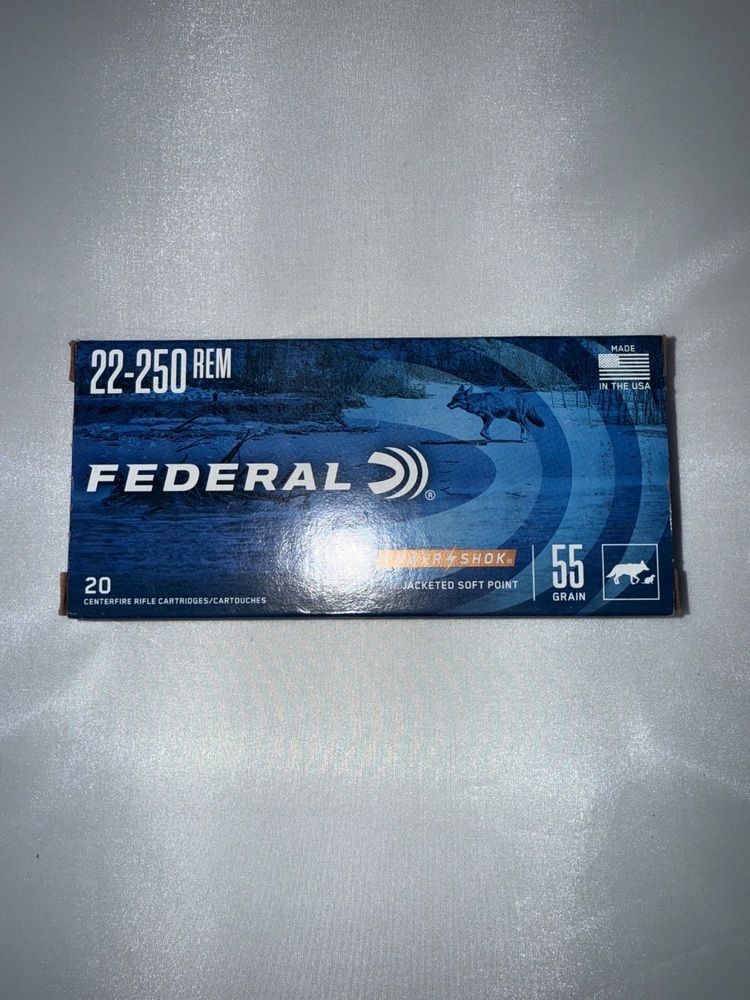 22-250 REM
MADE
IN THE USA
FEDERAL ®
SHOK®
JACKETED SOFT POINT
55
GRAIN
20
CENTERFIRE RIFLE CARTRIDGES/CARTOUCHES